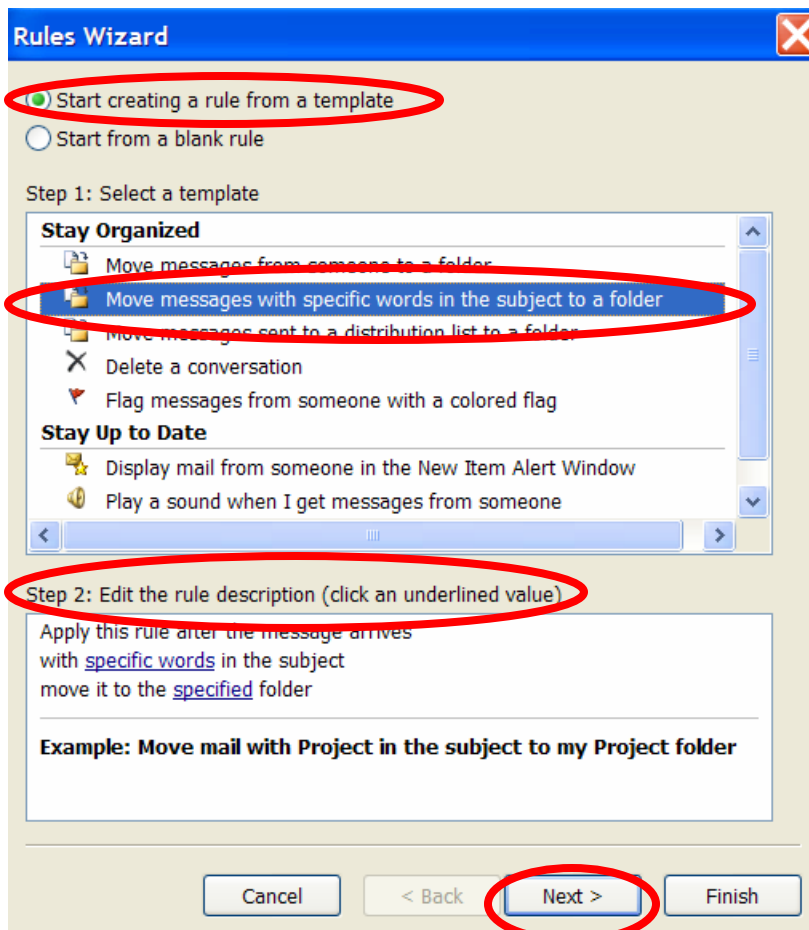 Rules Wizard
Start creating a rule from a template
Start from a blank rule
Step 1: Select a template
Stay Organized
Move messages from someone to a folder
Move messages with specific words in the subject to a folder
Move messages sent to a distribution list to a folder
Delete a conversation
Flag messages from someone with a colored flag
Stay Up to Date
Display mail from someone in the New Item Alert Window
Play a sound when I get messages from someone
Step 2: Edit the rule description (click an underlined value)
Apply this rule after the message arrives
with specific words in the subject
move it to the specified folder
Example: Move mail with Project in the subject to my Project folder
Cancel
< Back
Next >
Finish